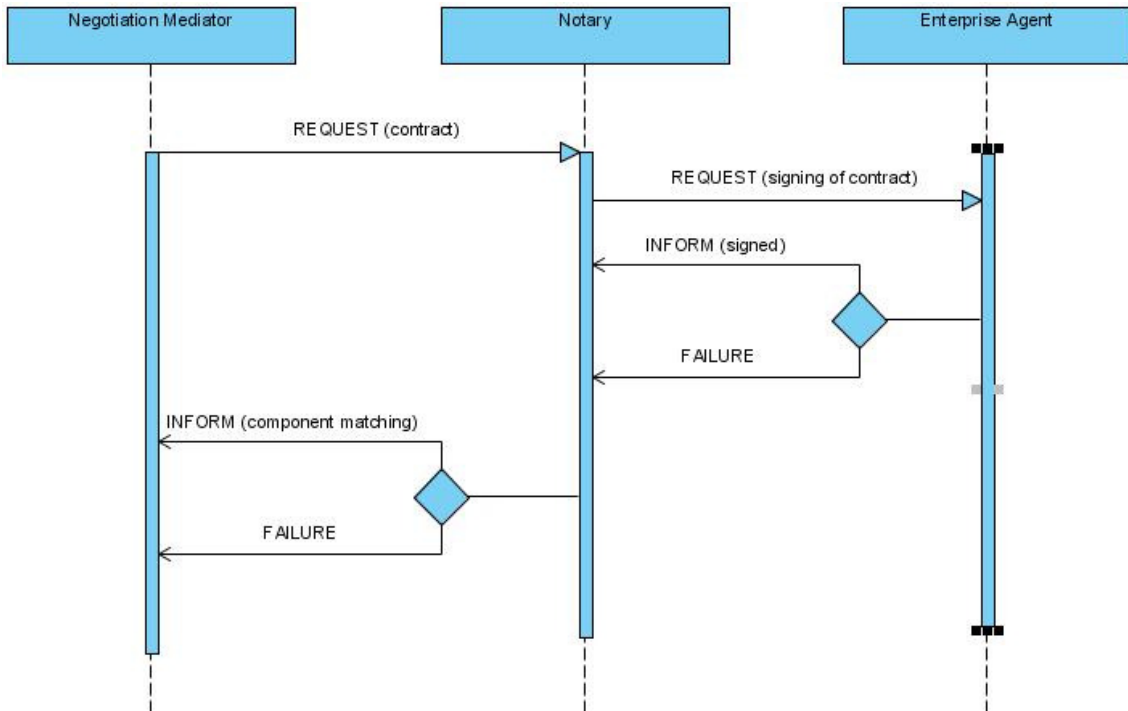 Negotiation Mediator
Notary
Enterprise Agent
REQUEST (contract)
REQUEST (signing of contract)
INFORM (signed)
FAILURE
INFORM (component matching)
FAILURE